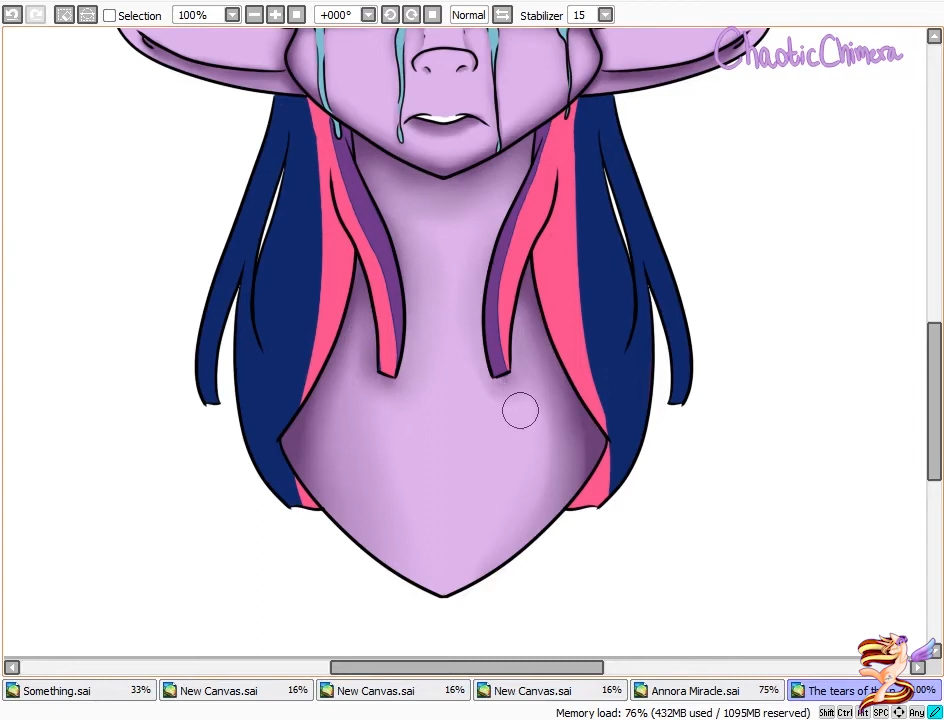 Selection 100% +000° Normal Stabilizer 15
ChaoticChimera
Something.sai 33% New Canvas.sai 16% New Canvas.sai 16% New Canvas.sai 16% Annora Miracle.sai 75% The tears of 100%
Memory load: 76% (432MB used / 1095MB reserved) Shift Ctrl Alt SPC Any